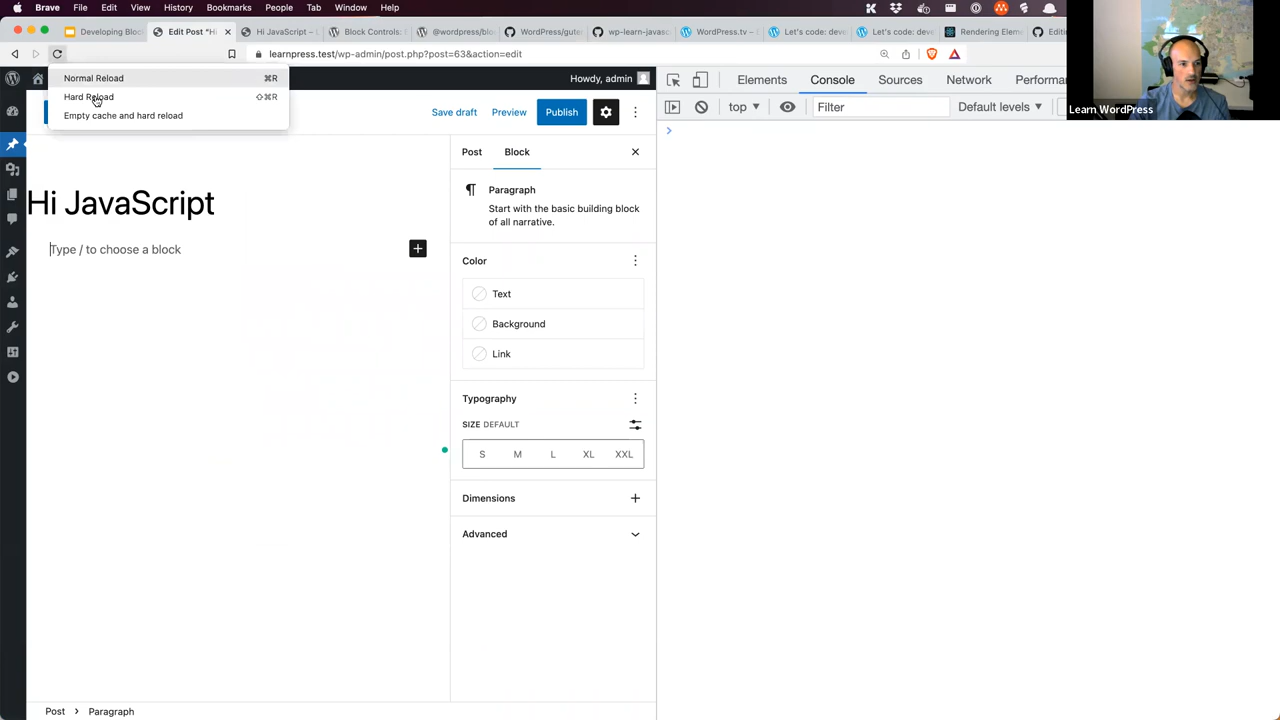 Brave File Edit View History Bookmarks People Tab Window Help
Developing Bloc Edit Post “Hi Hi JavaScript – Block Controls: @wordpress/blo WordPress/gute wp-learn-javasc WordPress.tv – Let's code: deve Let's code: deve Rendering Elem Editin
learnpress.test/wp-admin/post.php?post=63&action=edit
Normal Reload ⌘R
Hard Reload ⇧⌘R
Empty cache and hard reload
Howdy, admin
Save draft Preview Publish
Elements Console Sources Network Performan
top Filter Default levels
Learn WordPress
Post Block
Paragraph
Start with the basic building block
of all narrative.
Hi JavaScript
Type / to choose a block
Color
Text
Background
Link
Typography
SIZE DEFAULT
S M L XL XXL
Dimensions
Advanced
Post > Paragraph